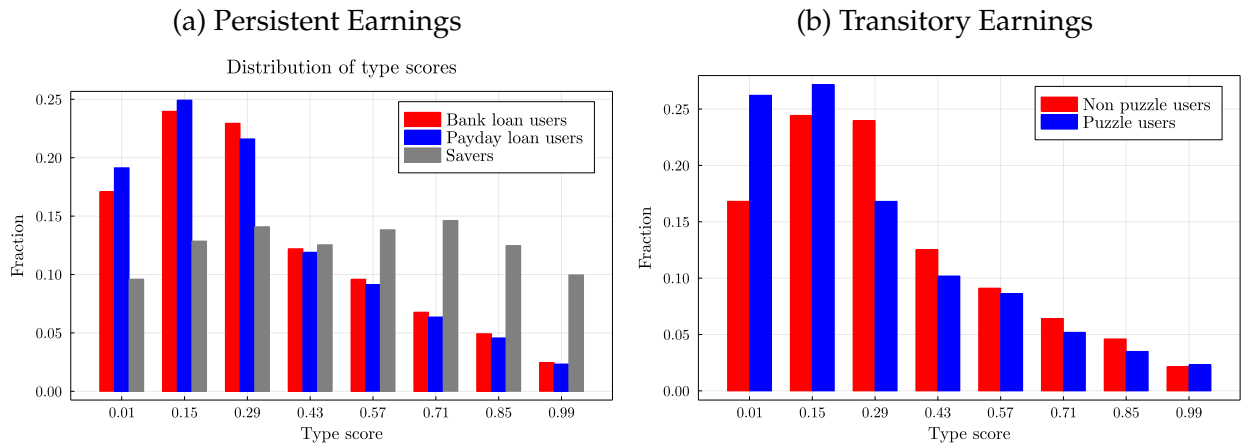 (a) Persistent Earnings
Distribution of type scores
Fraction
0.25
0.20
0.15
0.10
0.05
0.00
Bank loan users
Payday loan users
Savers
0.01 0.15 0.29 0.43 0.57 0.71 0.85 0.99
Type score
(b) Transitory Earnings
Fraction
0.25
0.20
0.15
0.10
0.05
0.00
Non puzzle users
Puzzle users
0.01 0.15 0.29 0.43 0.57 0.71 0.85 0.99
Type score